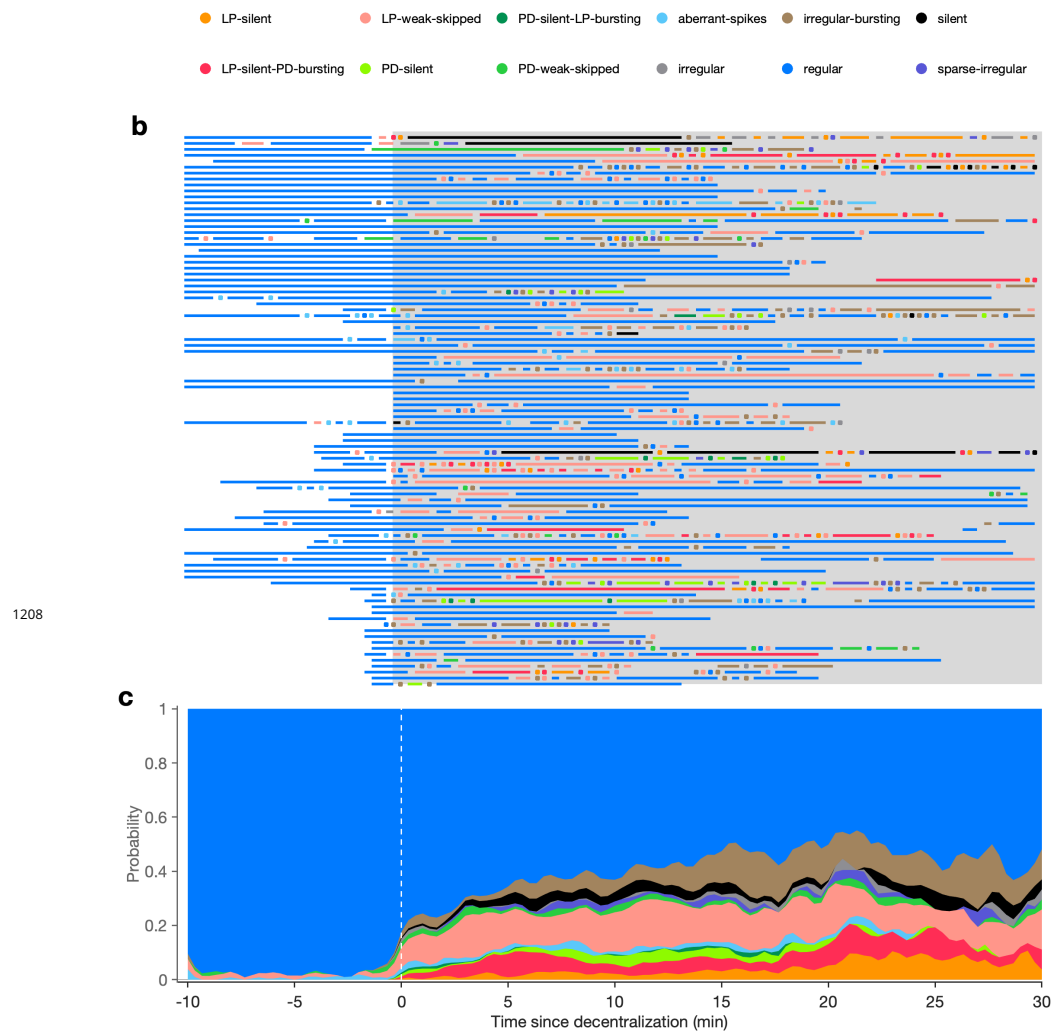 LP-silent LP-weak-skipped PD-silent-LP-bursting aberrant-spikes irregular-bursting silent
LP-silent-PD-bursting PD-silent PD-weak-skipped irregular regular sparse-irregular
b
1208
c
1
0.8
0.6
0.4
0.2
0
Probability
-10 -5 0 5 10 15 20 25 30
Time since decentralization (min)